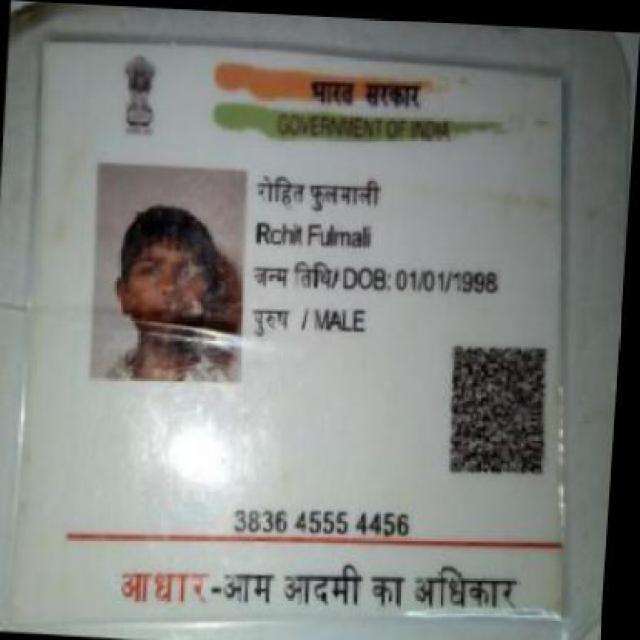 भारत सरकार
GOVERNMENT OF INDIA
रोहित फुलमाली
Rohit Fulmali
जन्म तिथि/ DOB: 01/01/1998
पुरुष / MALE
3836 4555 4456
आधार-आम आदमी का अधिकार